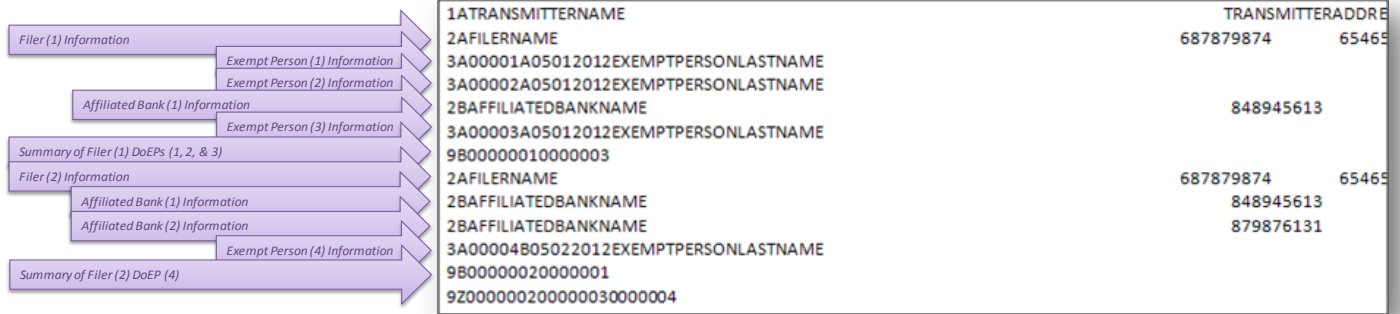 1ATRANSMITTERNAME TRANSMITTERADDRE
Filer (1) Information 2AFILERNAME 687879874 65465
Exempt Person (1) Information 3A00001A05012012EXEMPTPERSONLASTNAME
Exempt Person (2) Information 3A00002A05012012EXEMPTPERSONLASTNAME
Affiliated Bank (1) Information 2BAFFILIATEDBANKNAME 848945613
Exempt Person (3) Information 3A00003A05012012EXEMPTPERSONLASTNAME
Summary of Filer (1) DoEPs (1, 2, & 3) 9B00000010000003
Filer (2) Information 2AFILERNAME 687879874 65465
Affiliated Bank (1) Information 2BAFFILIATEDBANKNAME 848945613
Affiliated Bank (2) Information 2BAFFILIATEDBANKNAME 879876131
Exempt Person (4) Information 3A00004B05022012EXEMPTPERSONLASTNAME
Summary of Filer (2) DoEP (4) 9B00000020000001
9Z0000000200000030000004